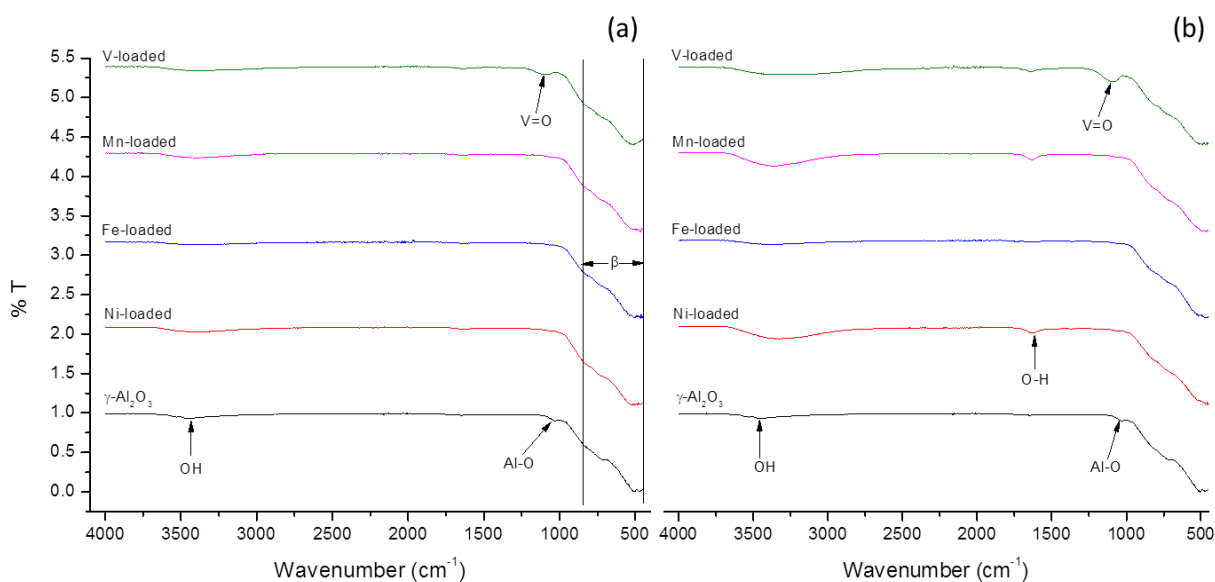 (a)
(b)
V-loaded
V-loaded
5.5
5.0
V=O
V=O
Mn-loaded
Mn-loaded
4.5
4.0
3.5
Fe-loaded
Fe-loaded
3.0
β
% T
2.5
Ni-loaded
Ni-loaded
2.0
1.5
O-H
γ-Al₂O₃
γ-Al₂O₃
1.0
OH
Al-O
OH
Al-O
0.5
0.0
4000 3500 3000 2500 2000 1500 1000 500
4000 3500 3000 2500 2000 1500 1000 500
Wavenumber (cm⁻¹)
Wavenumber (cm⁻¹)